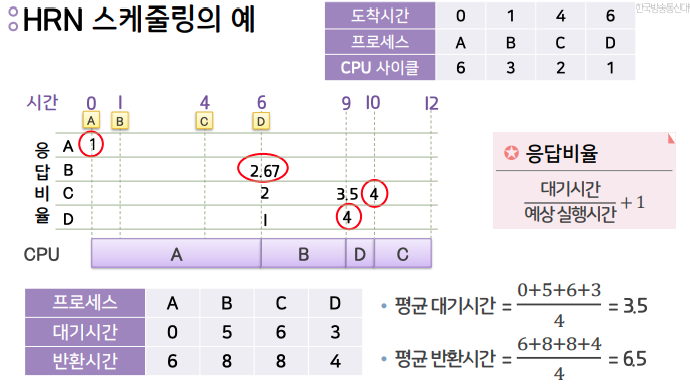 HRN 스케줄링의 예
한국방송통신대
도착시간 0 1 4 6
프로세스 A B C D
CPU 사이클 6 3 2 1
시간 0 1 4 6 9 10 12
A B C D
응답비율
A 1
B 2.67
C 2 3.5 4
D 1 4
CPU A B D C
응답비율
대기시간
예상 실행시간
+ 1
프로세스 A B C D
대기시간 0 5 6 3
반환시간 6 8 8 4
• 평균 대기시간 = 0+5+6+3 / 4 = 3.5
• 평균 반환시간 = 6+8+8+4 / 4 = 6.5